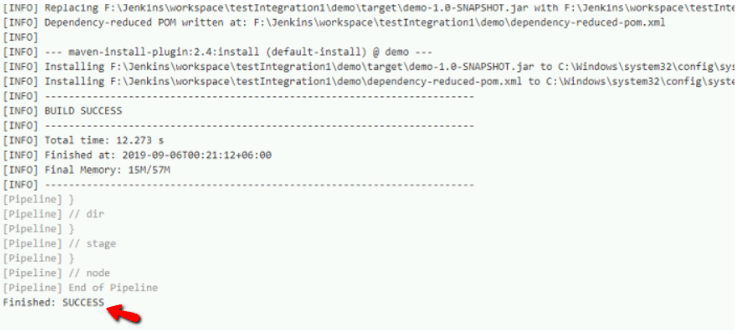 [INFO] Replacing F:\Jenkins\workspace\testIntegration1\demo\target\demo-1.0-SNAPSHOT.jar with F:\Jenkins\workspace\testInte
[INFO] Dependency-reduced POM written at: F:\Jenkins\workspace\testIntegration1\demo\dependency-reduced-pom.xml
[INFO]
[INFO] --- maven-install-plugin:2.4:install (default-install) @ demo ---
[INFO] Installing F:\Jenkins\workspace\testIntegration1\demo\target\demo-1.0-SNAPSHOT.jar to C:\Windows\system32\config\sys
[INFO] Installing F:\Jenkins\workspace\testIntegration1\demo\dependency-reduced-pom.xml to C:\Windows\system32\config\syste
[INFO] ------------------------------------------------------------------------
[INFO] BUILD SUCCESS
[INFO] ------------------------------------------------------------------------
[INFO] Total time: 12.273 s
[INFO] Finished at: 2019-09-06T00:21:12+06:00
[INFO] Final Memory: 15M/57M
[INFO] ------------------------------------------------------------------------
[Pipeline] }
[Pipeline] // dir
[Pipeline] }
[Pipeline] // stage
[Pipeline] }
[Pipeline] // node
[Pipeline] End of Pipeline
Finished: SUCCESS